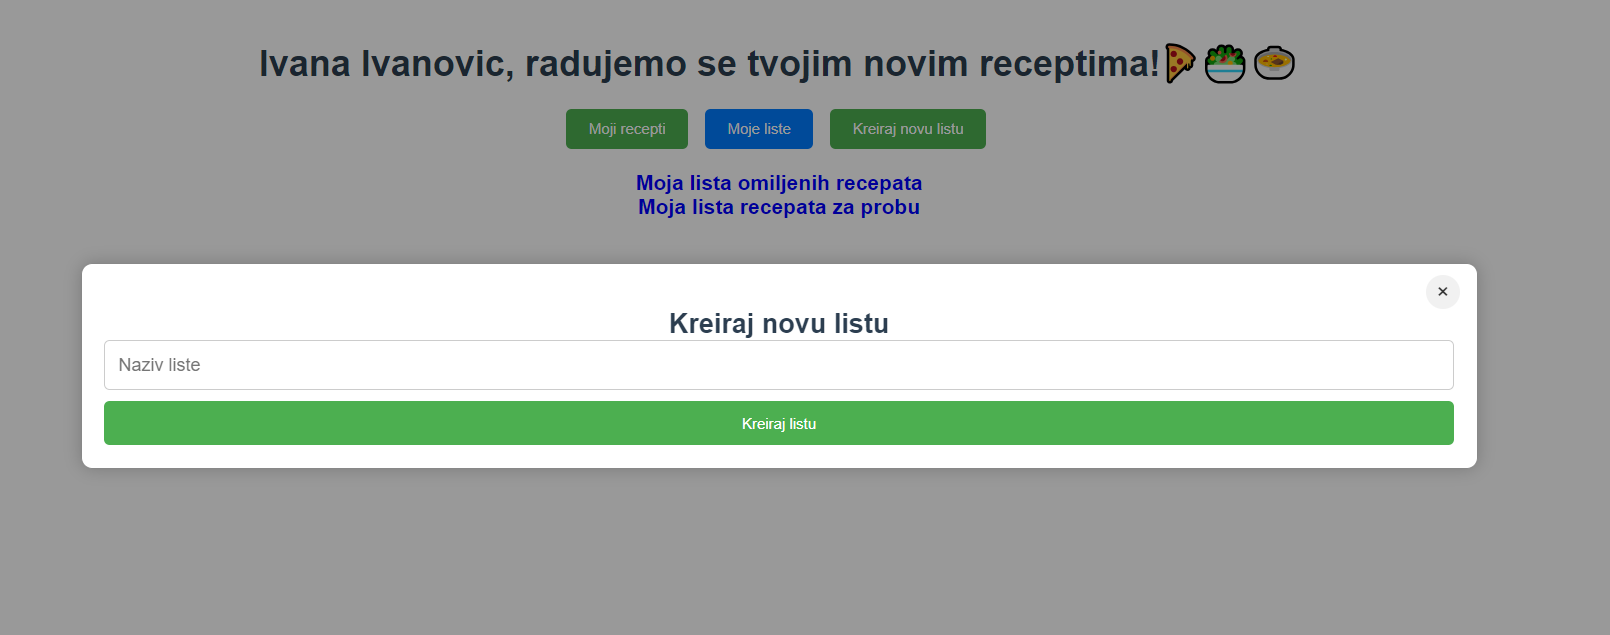 Ivana Ivanovic, radujemo se tvojim novim receptima!🍕🥗🍲
Moji recepti Moje liste Kreiraj novu listu
Moja lista omiljenih recepata
Moja lista recepata za probu
×
Kreiraj novu listu
Naziv liste
Kreiraj listu